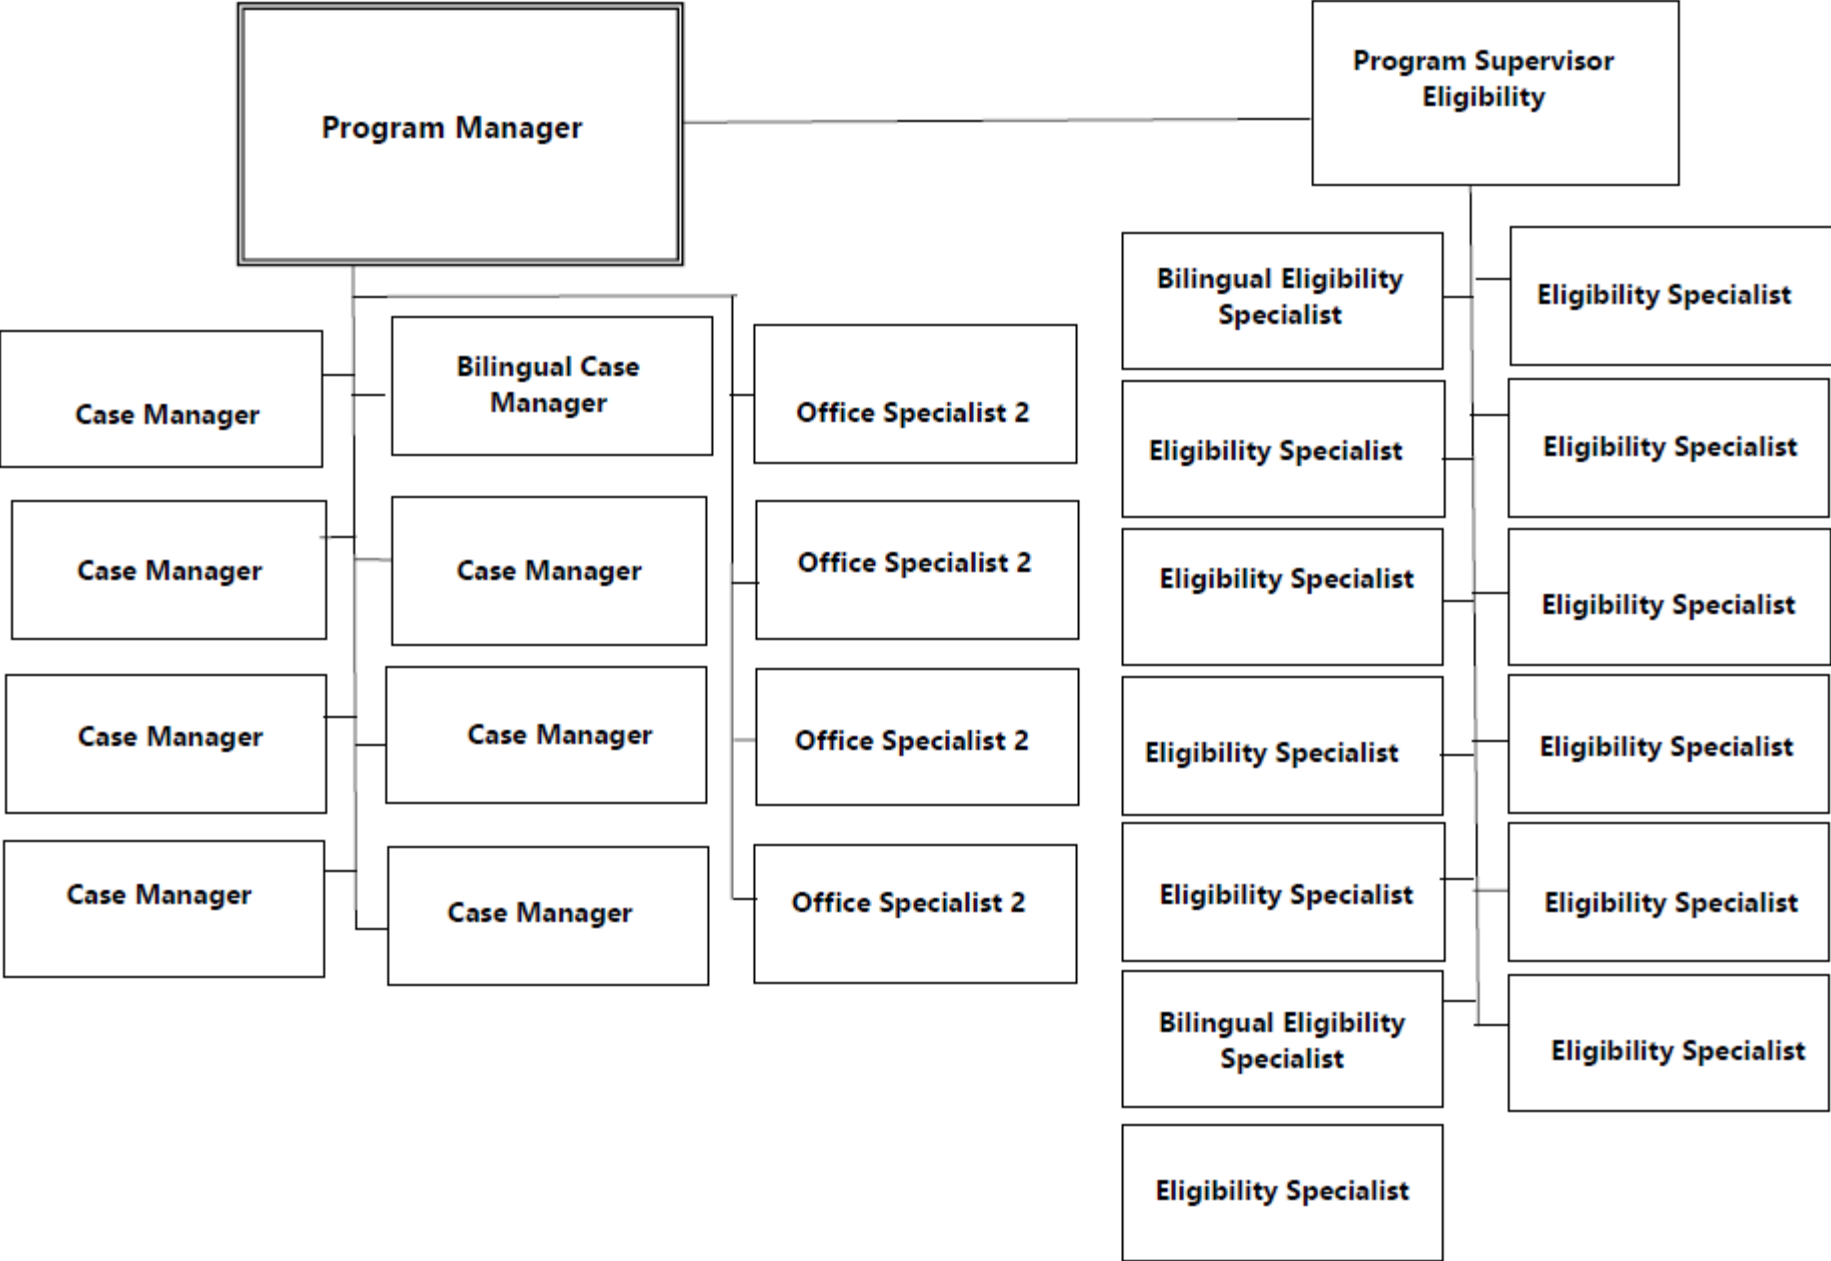 Program Manager
Program Supervisor
Eligibility
Case Manager
Case Manager
Case Manager
Case Manager
Bilingual Case
Manager
Case Manager
Case Manager
Case Manager
Office Specialist 2
Office Specialist 2
Office Specialist 2
Office Specialist 2
Bilingual Eligibility
Specialist
Eligibility Specialist
Eligibility Specialist
Eligibility Specialist
Eligibility Specialist
Bilingual Eligibility
Specialist
Eligibility Specialist
Eligibility Specialist
Eligibility Specialist
Eligibility Specialist
Eligibility Specialist
Eligibility Specialist
Eligibility Specialist